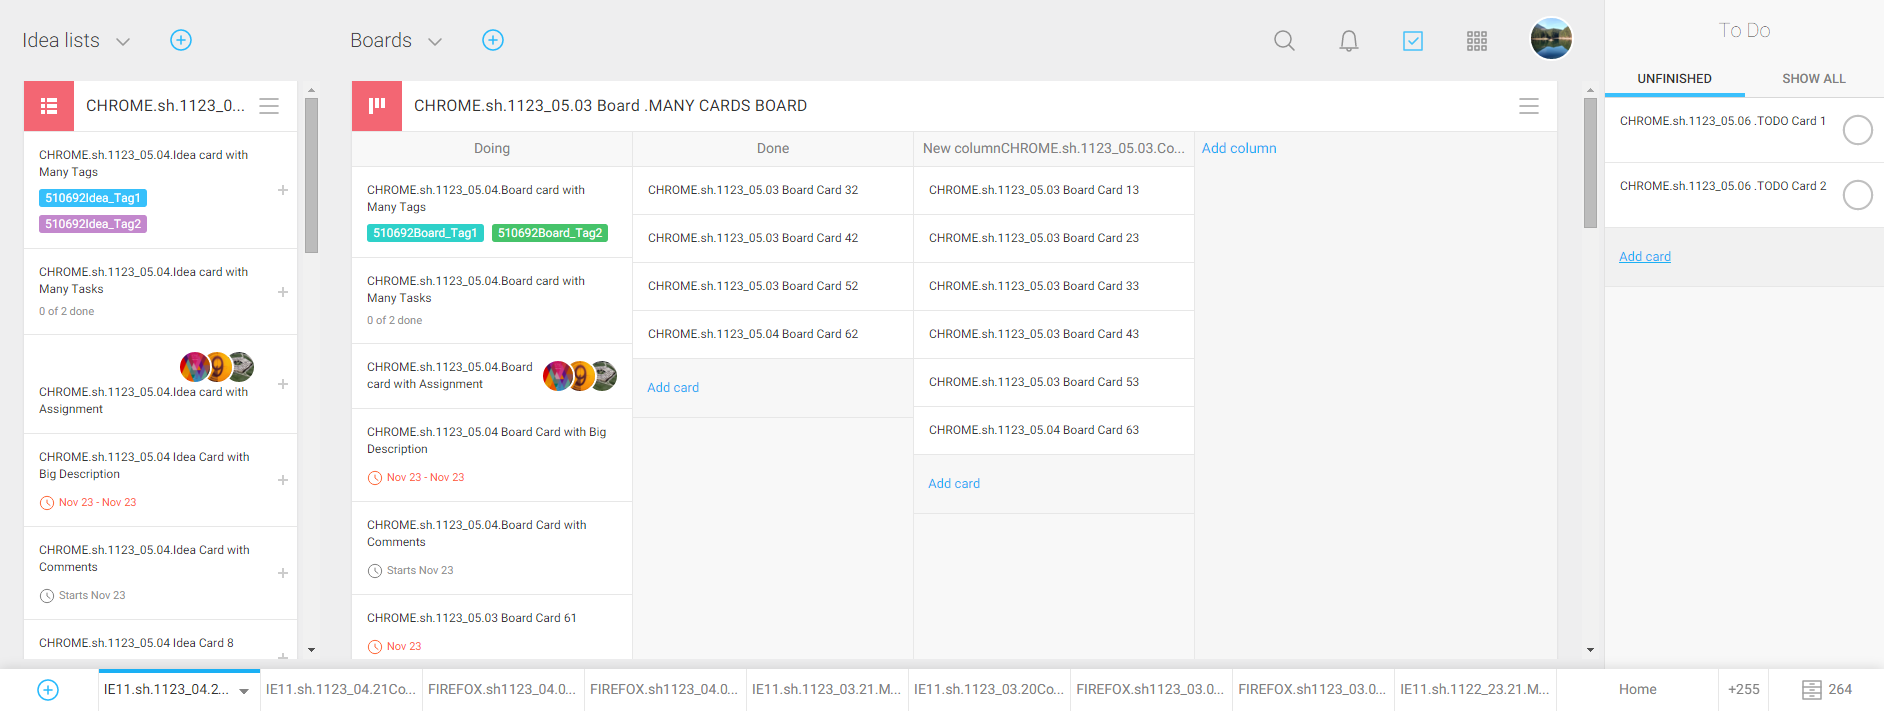 Idea lists
Boards
To Do
UNFINISHED
SHOW ALL
CHROME.sh.1123_0...
CHROME.sh.1123_05.04.Idea card with
Many Tags
510692Idea_Tag1
510692Idea_Tag2
CHROME.sh.1123_05.04.Idea card with
Many Tasks
0 of 2 done
CHROME.sh.1123_05.04.Idea card with
Assignment
CHROME.sh.1123_05.04 Idea Card with
Big Description
Nov 23 - Nov 23
CHROME.sh.1123_05.04.Idea Card with
Comments
Starts Nov 23
CHROME.sh.1123_05.04 Idea Card 8
CHROME.sh.1123_05.03 Board .MANY CARDS BOARD
Doing
CHROME.sh.1123_05.04.Board card with
Many Tags
510692Board_Tag1
510692Board_Tag2
CHROME.sh.1123_05.04.Board card with
Many Tasks
0 of 2 done
CHROME.sh.1123_05.04.Board
card with Assignment
CHROME.sh.1123_05.04 Board Card with Big
Description
Nov 23 - Nov 23
CHROME.sh.1123_05.04.Board Card with
Comments
Starts Nov 23
CHROME.sh.1123_05.03 Board Card 61
Nov 23
Done
CHROME.sh.1123_05.03 Board Card 32
CHROME.sh.1123_05.03 Board Card 42
CHROME.sh.1123_05.03 Board Card 52
CHROME.sh.1123_05.04 Board Card 62
Add card
New columnCHROME.sh.1123_05.03.Co...
CHROME.sh.1123_05.03 Board Card 13
CHROME.sh.1123_05.03 Board Card 23
CHROME.sh.1123_05.03 Board Card 33
CHROME.sh.1123_05.03 Board Card 43
CHROME.sh.1123_05.03 Board Card 53
CHROME.sh.1123_05.04 Board Card 63
Add card
Add column
CHROME.sh.1123_05.06 .TODO Card 1
CHROME.sh.1123_05.06 .TODO Card 2
Add card
IE11.sh.1123_04.2...
IE11.sh.1123_04.21Co...
FIREFOX.sh1123_04.0...
FIREFOX.sh1123_04.0...
IE11.sh.1123_03.21.M...
IE11.sh.1123_03.20Co...
FIREFOX.sh1123_03.0...
FIREFOX.sh1123_03.0...
IE11.sh.1122_23.21.M...
Home
+255
264